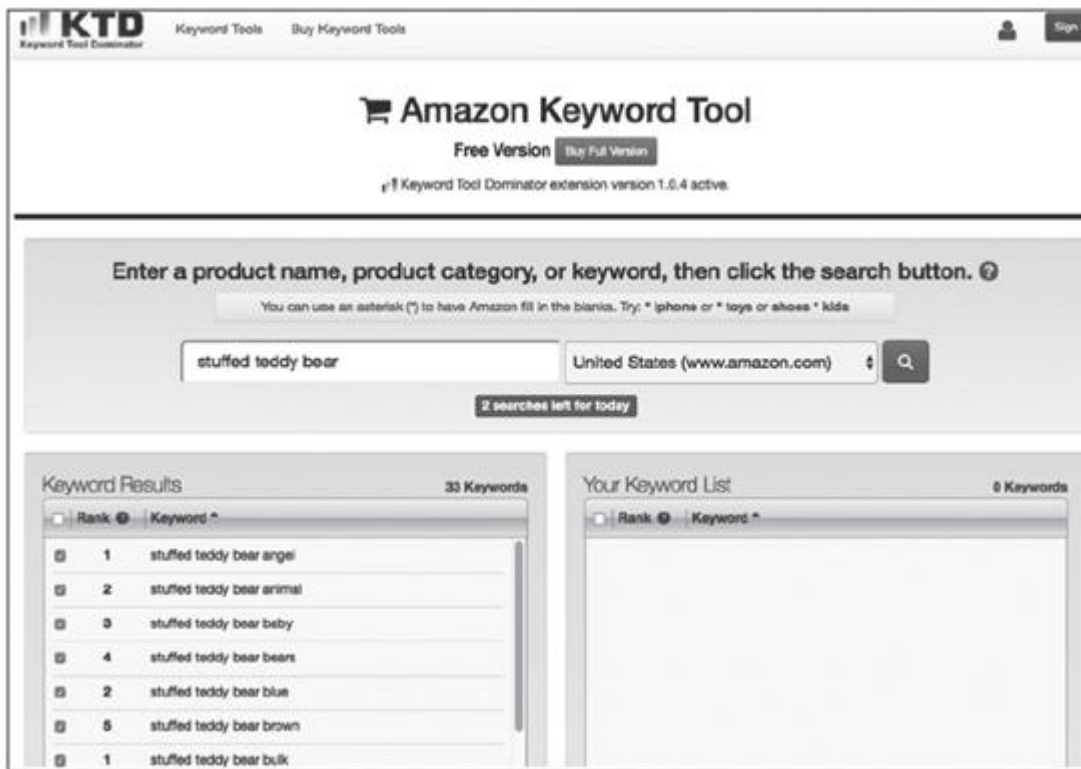 KTD Keyword Tools Buy Keyword Tools Sign
Keyword Tool Dominator
Amazon Keyword Tool
Free Version Buy Full Version
Keyword Tool Dominator extension version 1.0.4 active.
Enter a product name, product category, or keyword, then click the search button.
You can use an asterisk (*) to have Amazon fill in the blanks. Try: * iphone or * toys or shoes * kids
stuffed teddy bear United States (www.amazon.com)
2 searches left for today
Keyword Results 33 Keywords
Rank Keyword
1 stuffed teddy bear angel
2 stuffed teddy bear animal
3 stuffed teddy bear baby
4 stuffed teddy bear bears
2 stuffed teddy bear blue
5 stuffed teddy bear brown
1 stuffed teddy bear bulk
Your Keyword List 0 Keywords
Rank Keyword